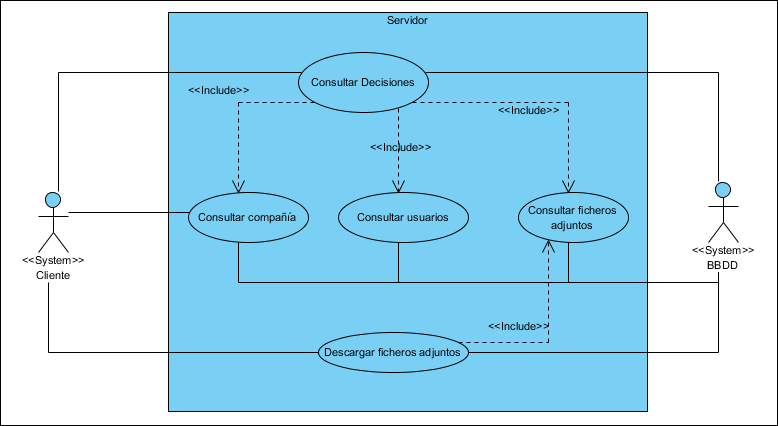 Servidor
Consultar Decisiones
<<Include>>
<<Include>>
<<Include>>
Consultar compañía
Consultar usuarios
Consultar ficheros
adjuntos
<<System>>
Cliente
<<System>>
BBDD
<<Include>>
Descargar ficheros adjuntos